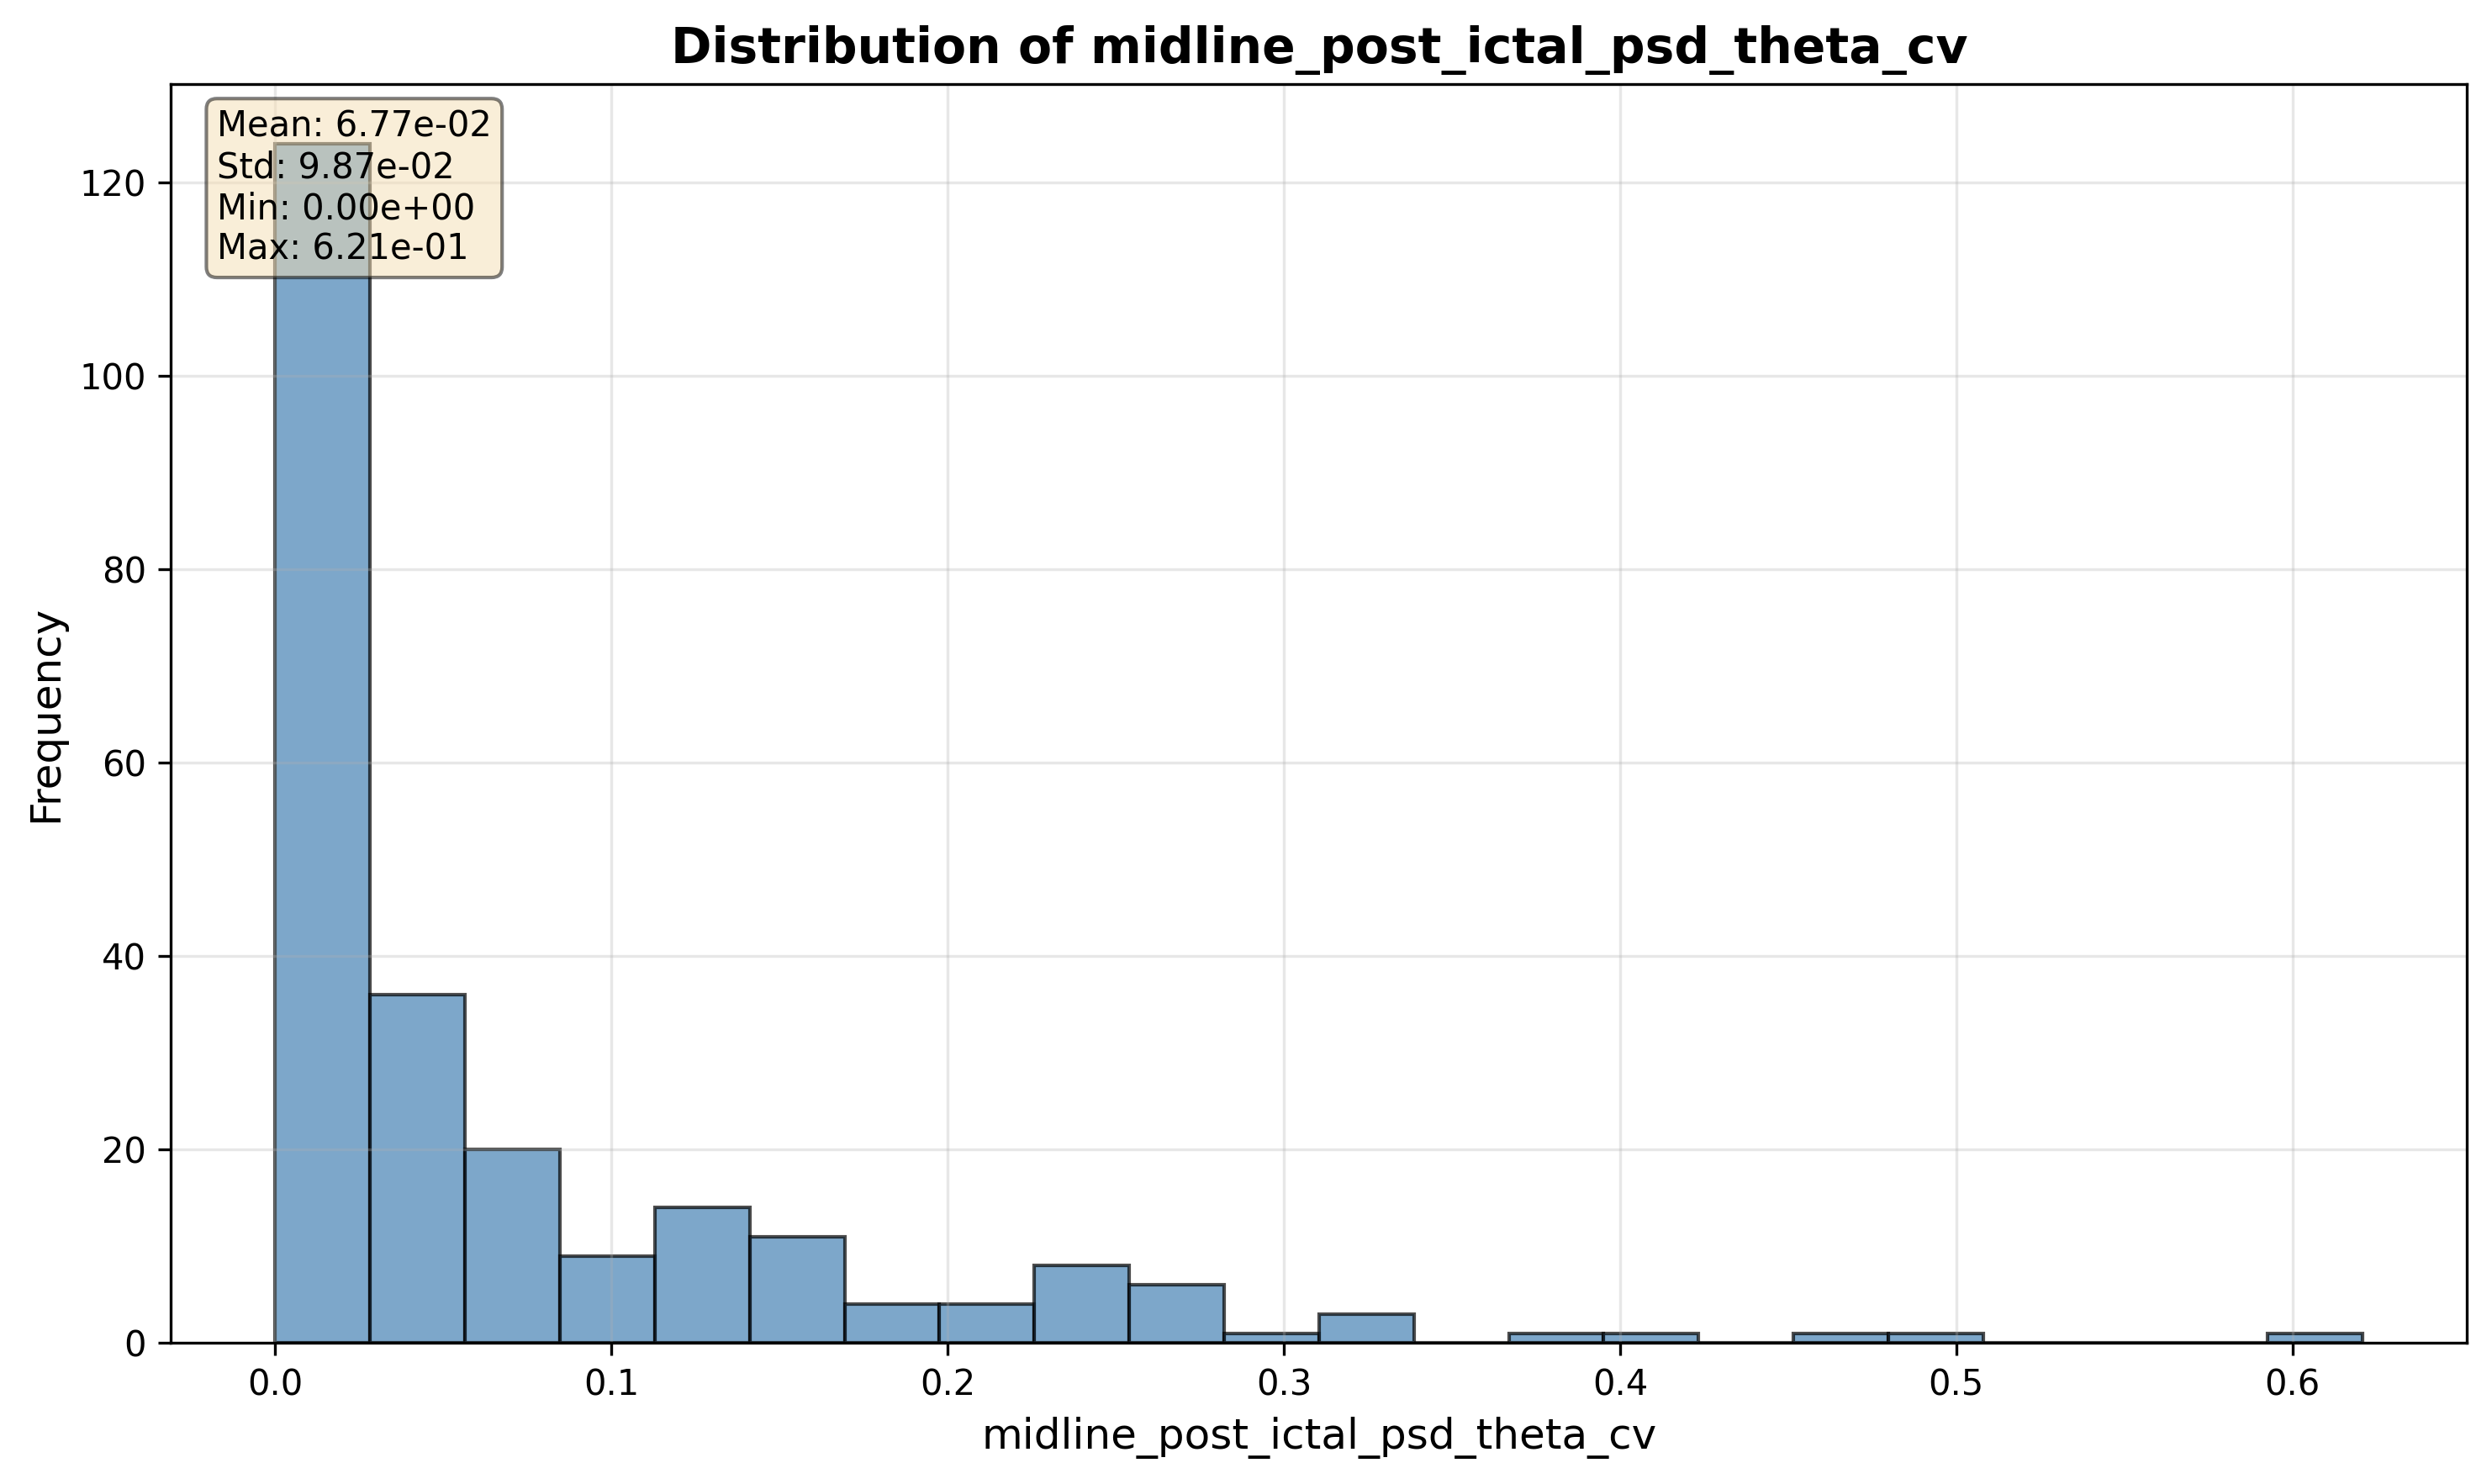 Distribution of midline_post_ictal_psd_theta_cv
Mean: 6.77e-02
Std: 9.87e-02
Min: 0.00e+00
Max: 6.21e-01
120
100
80
60
40
20
0
Frequency
0.0 0.1 0.2 0.3 0.4 0.5 0.6
midline_post_ictal_psd_theta_cv